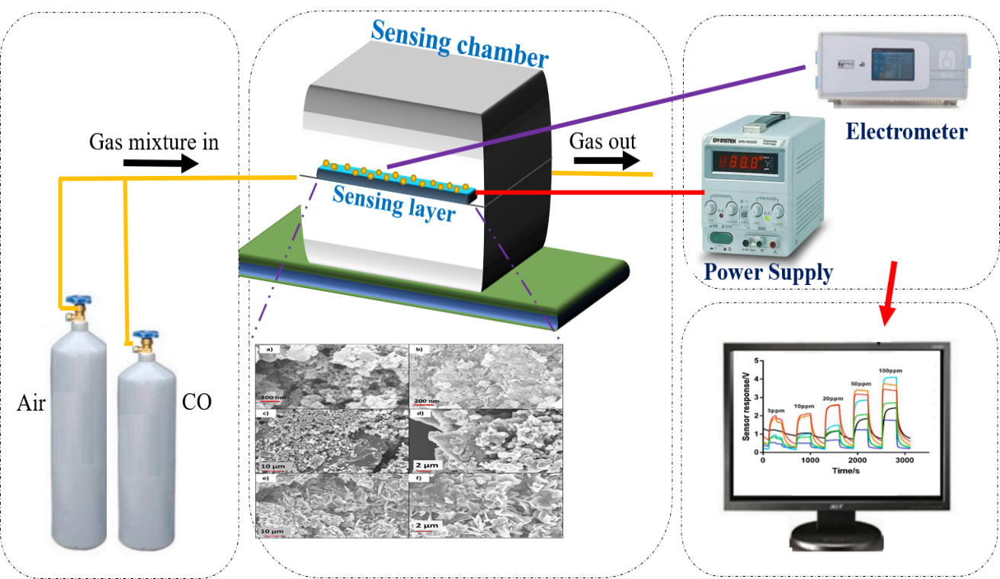 Gas mixture in
Air
CO
Sensing chamber
Sensing layer
Gas out
a)
200 nm
b)
200 nm
c)
10 μm
d)
2 μm
e)
10 μm
f)
2 μm
Electrometer
GW INSTEK
CURRENT
VOLTAGE
Power Supply
Sensor response/V
5
4
3
2
1
0
5ppm
10ppm
20ppm
50ppm
100ppm
0
1000
2000
3000
Time/s
acer